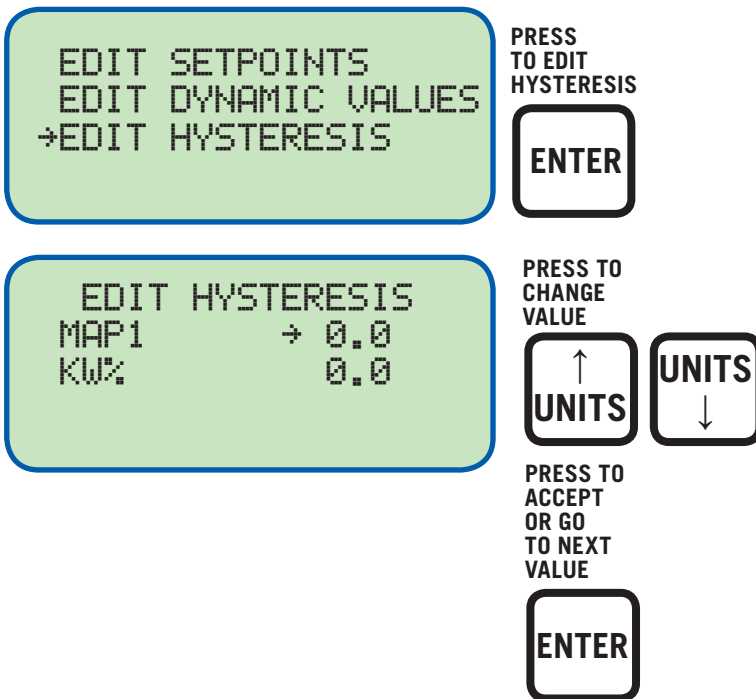 EDIT SETPOINTS
EDIT DYNAMIC VALUES
→EDIT HYSTERESIS
PRESS
TO EDIT
HYSTERESIS
ENTER
EDIT HYSTERESIS
MAP1 → 0.0
KW% 0.0
PRESS TO
CHANGE
VALUE
↑
UNITS
UNITS
↓
PRESS TO
ACCEPT
OR GO
TO NEXT
VALUE
ENTER